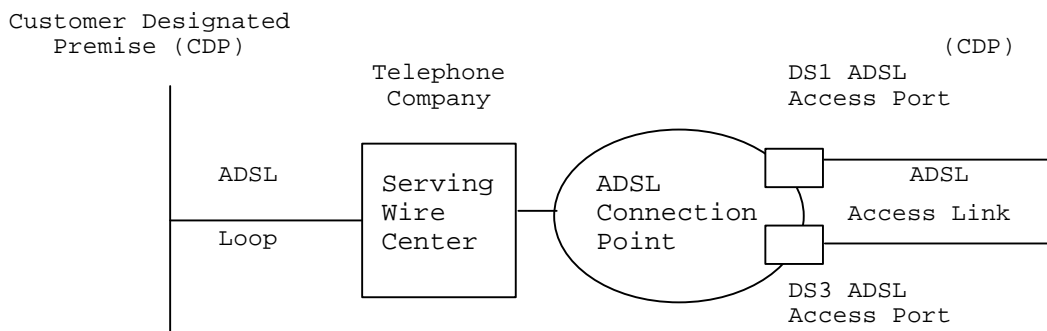 Customer Designated
Premise (CDP)
(CDP)
Telephone
Company
DS1 ADSL
Access Port
ADSL
Loop
Serving
Wire
Center
ADSL
Connection
Point
ADSL
Access Link
DS3 ADSL
Access Port